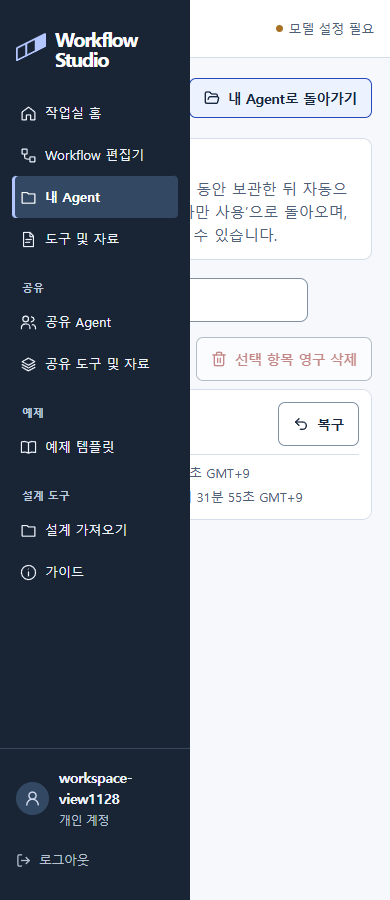 Workflow
Studio
모델 설정 필요
작업실 홈
Workflow 편집기
내 Agent
도구 및 자료
공유
공유 Agent
공유 도구 및 자료
예제
예제 템플릿
설계 도구
설계 가져오기
가이드
workspace-
view1128
개인 계정
로그아웃
내 Agent로 돌아가기
동안 보관한 뒤 자동으
만 사용’으로 돌아오며,
수 있습니다.
선택 항목 영구 삭제
복구
초 GMT+9
31분 55초 GMT+9